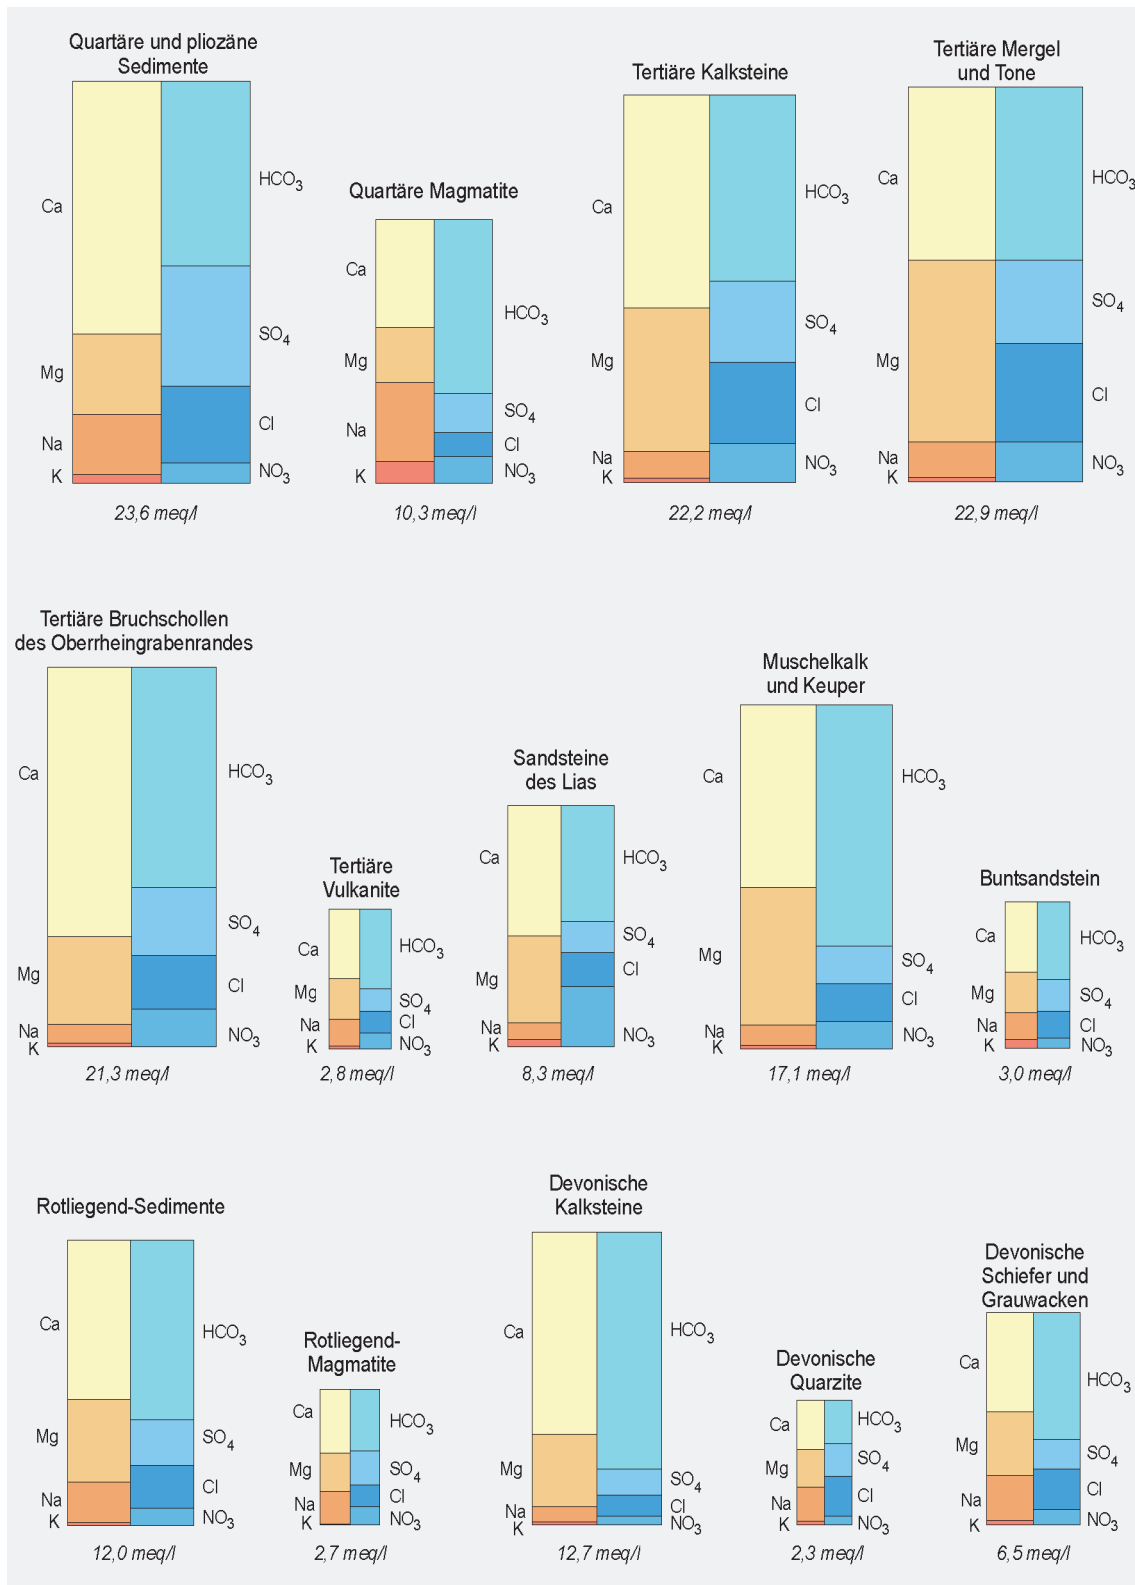 Quartäre und pliozäne
Sedimente
Ca
Mg
Na
K
HCO3
SO4
Cl
NO3
23,6 meq/l
Quartäre Magmatite
Ca
Mg
Na
K
HCO3
SO4
Cl
NO3
10,3 meq/l
Tertiäre Kalksteine
Ca
Mg
Na
K
HCO3
SO4
Cl
NO3
22,2 meq/l
Tertiäre Mergel
und Tone
Ca
Mg
Na
K
HCO3
SO4
Cl
NO3
22,9 meq/l
Tertiäre Bruchschollen
des Oberrheingrabenrandes
Ca
Mg
Na
K
HCO3
SO4
Cl
NO3
21,3 meq/l
Tertiäre
Vulkanite
Ca
Mg
Na
K
HCO3
SO4
Cl
NO3
2,8 meq/l
Sandsteine
des Lias
Ca
Mg
Na
K
HCO3
SO4
Cl
NO3
8,3 meq/l
Muschelkalk
und Keuper
Ca
Mg
Na
K
HCO3
SO4
Cl
NO3
17,1 meq/l
Buntsandstein
Ca
Mg
Na
K
HCO3
SO4
Cl
NO3
3,0 meq/l
Rotliegend-Sedimente
Ca
Mg
Na
K
HCO3
SO4
Cl
NO3
12,0 meq/l
Rotliegend-
Magmatite
Ca
Mg
Na
K
HCO3
SO4
Cl
NO3
2,7 meq/l
Devonische
Kalksteine
Ca
Mg
Na
K
HCO3
SO4
Cl
NO3
12,7 meq/l
Devonische
Quarzite
Ca
Mg
Na
K
HCO3
SO4
Cl
NO3
2,3 meq/l
Devonische
Schiefer und
Grauwacken
Ca
Mg
Na
K
HCO3
SO4
Cl
NO3
6,5 meq/l